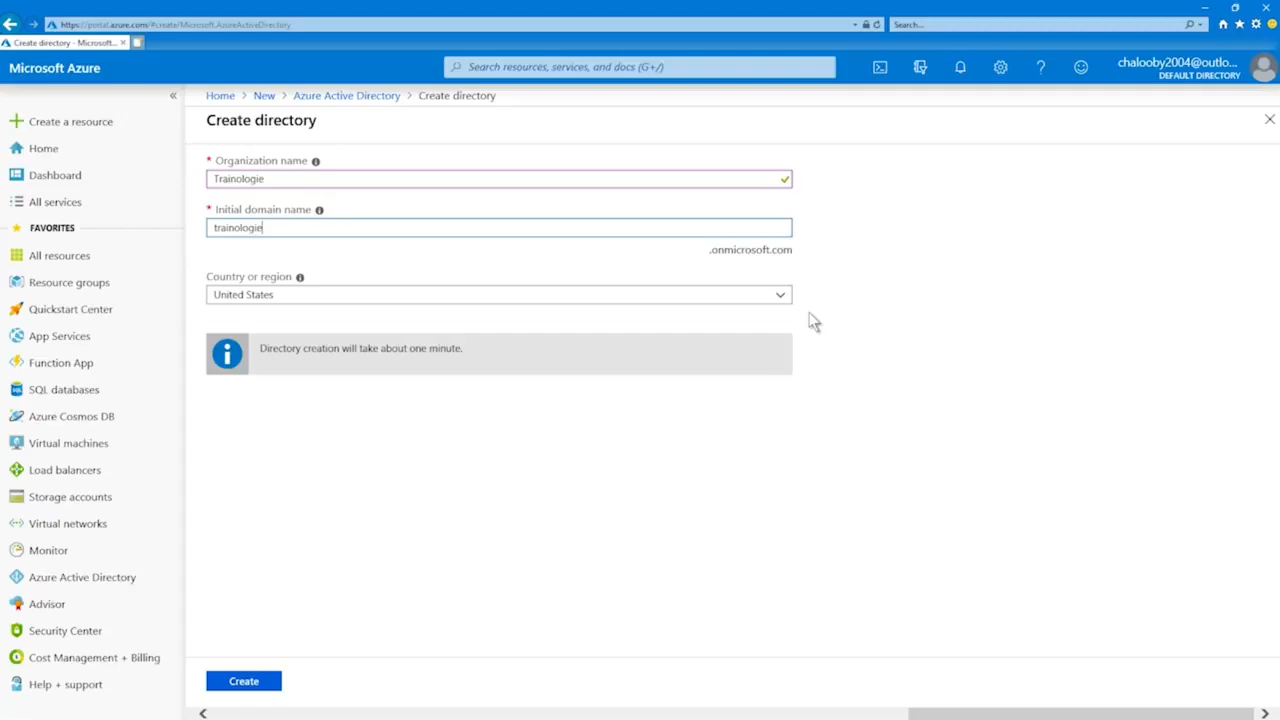 https://portal.azure.com/#create/Microsoft.AzureActiveDirectory
Search...
Create directory - Microsoft...
Microsoft Azure
Search resources, services, and docs (G+/)
chalooby2004@outlo...
DEFAULT DIRECTORY
Home > New > Azure Active Directory > Create directory
Create directory
* Organization name
Trainologie
* Initial domain name
trainologie
.onmicrosoft.com
Country or region
United States
Directory creation will take about one minute.
Create
Create a resource
Home
Dashboard
All services
FAVORITES
All resources
Resource groups
Quickstart Center
App Services
Function App
SQL databases
Azure Cosmos DB
Virtual machines
Load balancers
Storage accounts
Virtual networks
Monitor
Azure Active Directory
Advisor
Security Center
Cost Management + Billing
Help + support